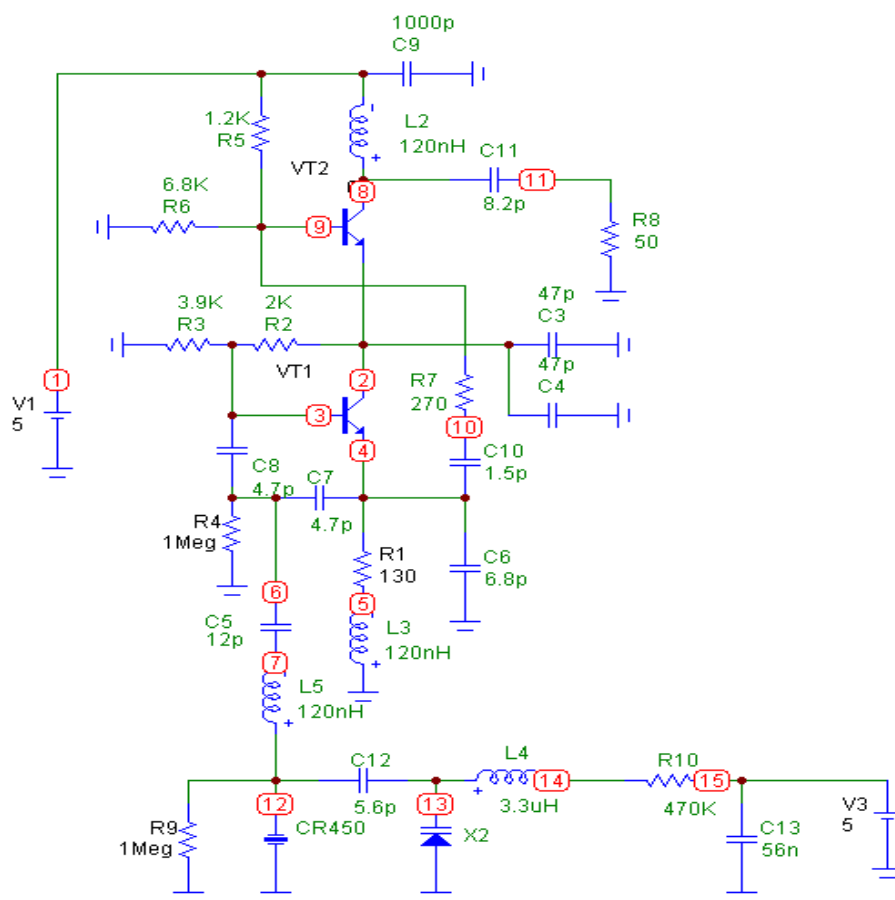 1000p
C9
1.2K
R5
L2
120nH
VT2
C11
8
11
8.2p
6.8K
R6
9
R8
50
3.9K
R3
2K
R2
47p
C3
VT1
47p
C4
1
V1
5
2
R7
270
3
10
4
C10
1.5p
C8
4.7p
C7
4.7p
R4
1Meg
R1
130
C6
6.8p
6
5
C5
12p
L3
120nH
7
L5
120nH
C12
5.6p
L4
3.3uH
14
R10
470K
15
12
13
V3
5
R9
1Meg
CR450
X2
C13
56n